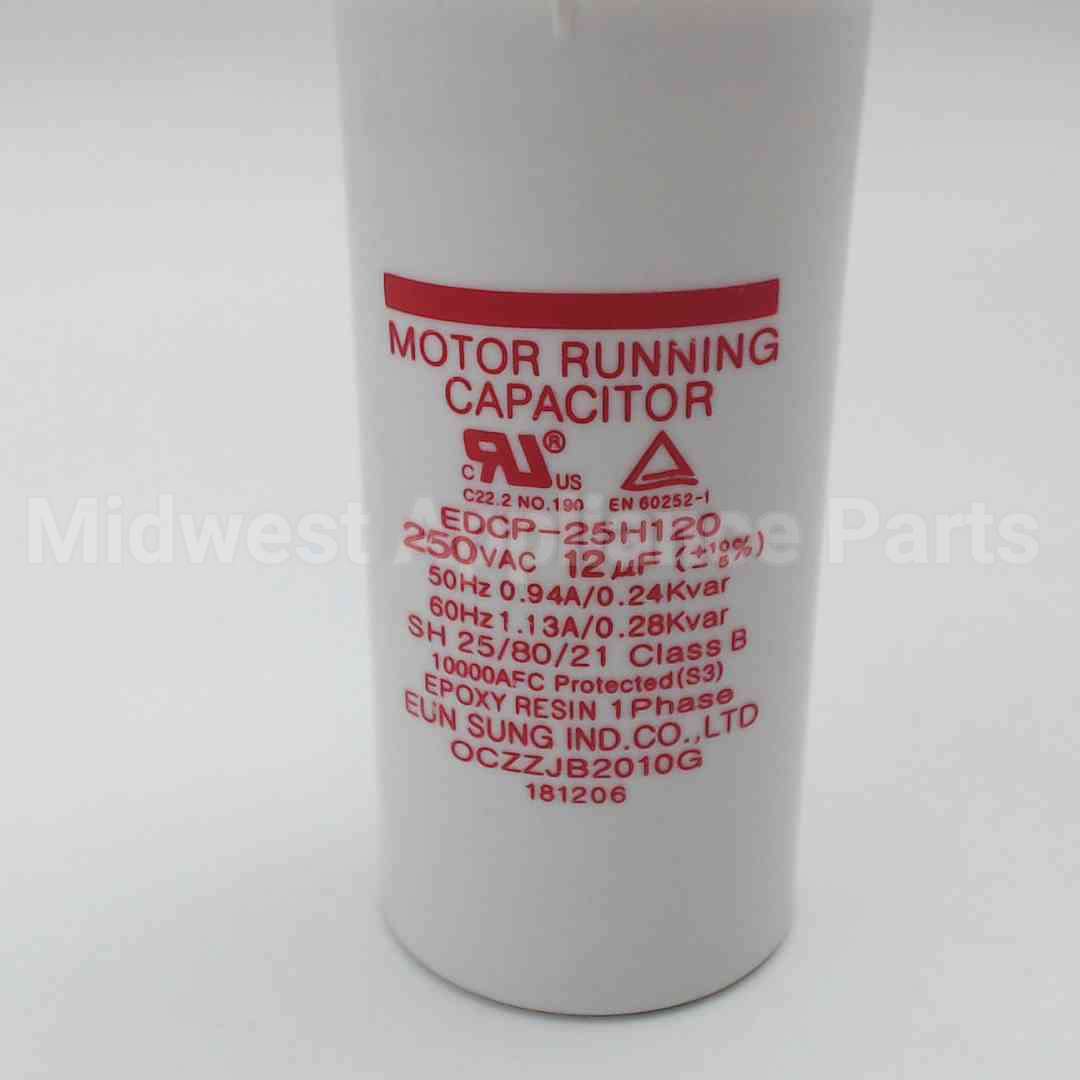 MOTOR RUNNING
CAPACITOR
c RU® US
C22.2 NO.190 EN 60252-1
Midwest Appliance Parts
EDCP-25H120
250VAC 12μF (±10/5%)
50Hz 0.94A/0.24Kvar
60Hz 1.13A/0.28Kvar
SH 25/80/21 Class B
10000AFC Protected(S3)
EPOXY RESIN 1Phase
EUN SUNG IND.CO.,LTD
OCZZJB2010G
181206